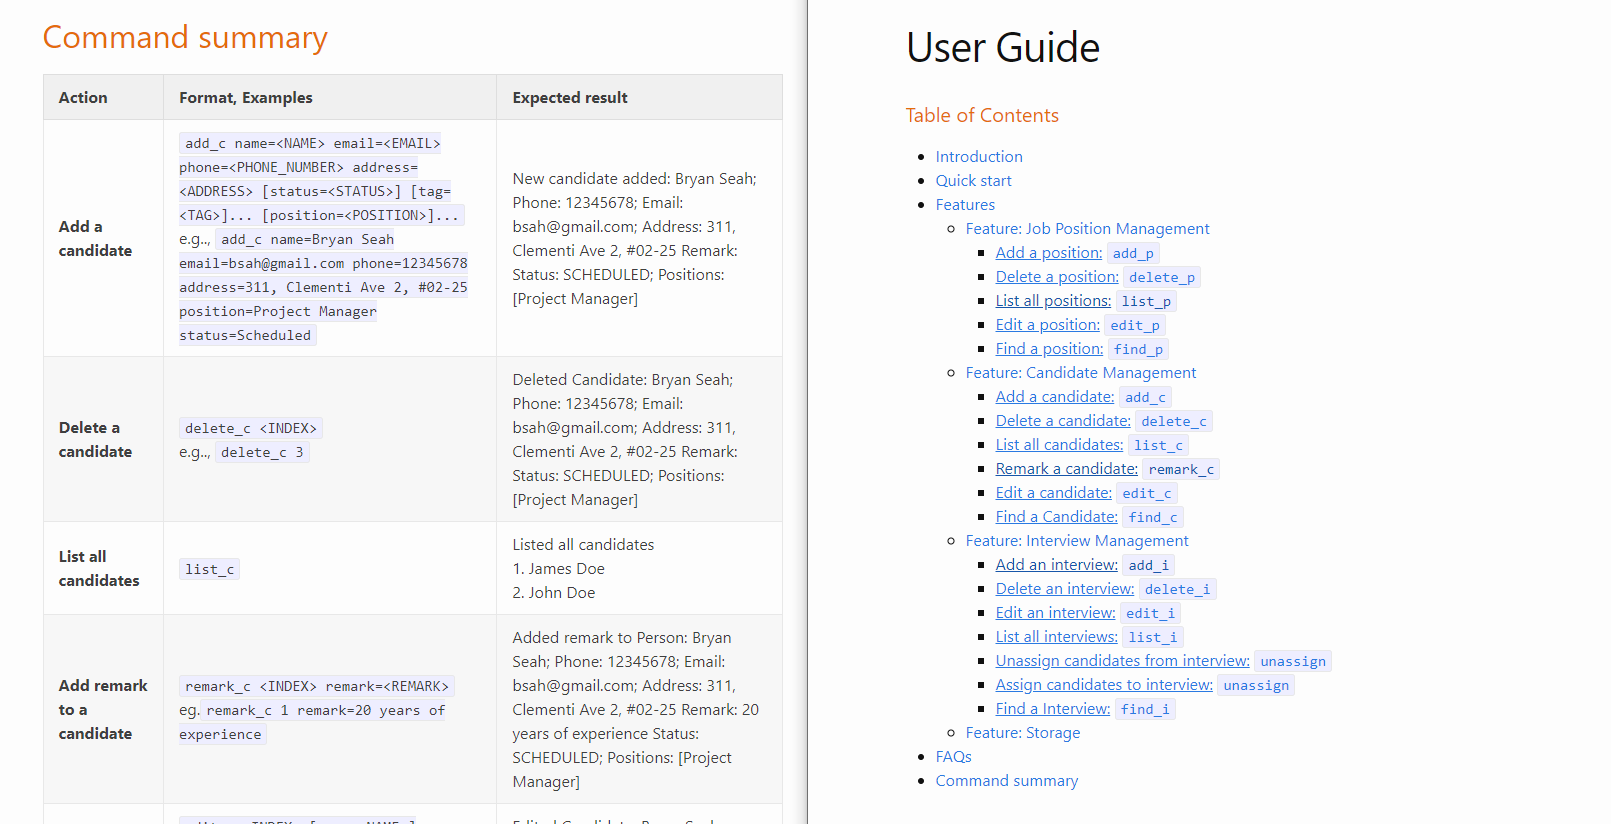 Command summary
Action Format, Examples Expected result
Add a
candidate
add_c name=<NAME> email=<EMAIL>
phone=<PHONE_NUMBER> address=
<ADDRESS> [status=<STATUS>] [tag=
<TAG>]... [position=<POSITION>]...
e.g.., add_c name=Bryan Seah
email=bsah@gmail.com phone=12345678
address=311, Clementi Ave 2, #02-25
position=Project Manager
status=Scheduled
New candidate added: Bryan Seah;
Phone: 12345678; Email:
bsah@gmail.com; Address: 311,
Clementi Ave 2, #02-25 Remark:
Status: SCHEDULED; Positions:
[Project Manager]
Delete a
candidate
delete_c <INDEX>
e.g.., delete_c 3
Deleted Candidate: Bryan Seah;
Phone: 12345678; Email:
bsah@gmail.com; Address: 311,
Clementi Ave 2, #02-25 Remark:
Status: SCHEDULED; Positions:
[Project Manager]
List all
candidates
list_c
Listed all candidates
1. James Doe
2. John Doe
Add remark
to a
candidate
remark_c <INDEX> remark=<REMARK>
eg. remark_c 1 remark=20 years of
experience
Added remark to Person: Bryan
Seah; Phone: 12345678; Email:
bsah@gmail.com; Address: 311,
Clementi Ave 2, #02-25 Remark: 20
years of experience Status:
SCHEDULED; Positions: [Project
Manager]
User Guide
Table of Contents
Introduction
Quick start
Features
Feature: Job Position Management
Add a position: add_p
Delete a position: delete_p
List all positions: list_p
Edit a position: edit_p
Find a position: find_p
Feature: Candidate Management
Add a candidate: add_c
Delete a candidate: delete_c
List all candidates: list_c
Remark a candidate: remark_c
Edit a candidate: edit_c
Find a Candidate: find_c
Feature: Interview Management
Add an interview: add_i
Delete an interview: delete_i
Edit an interview: edit_i
List all interviews: list_i
Unassign candidates from interview: unassign
Assign candidates to interview: unassign
Find a Interview: find_i
Feature: Storage
FAQs
Command summary